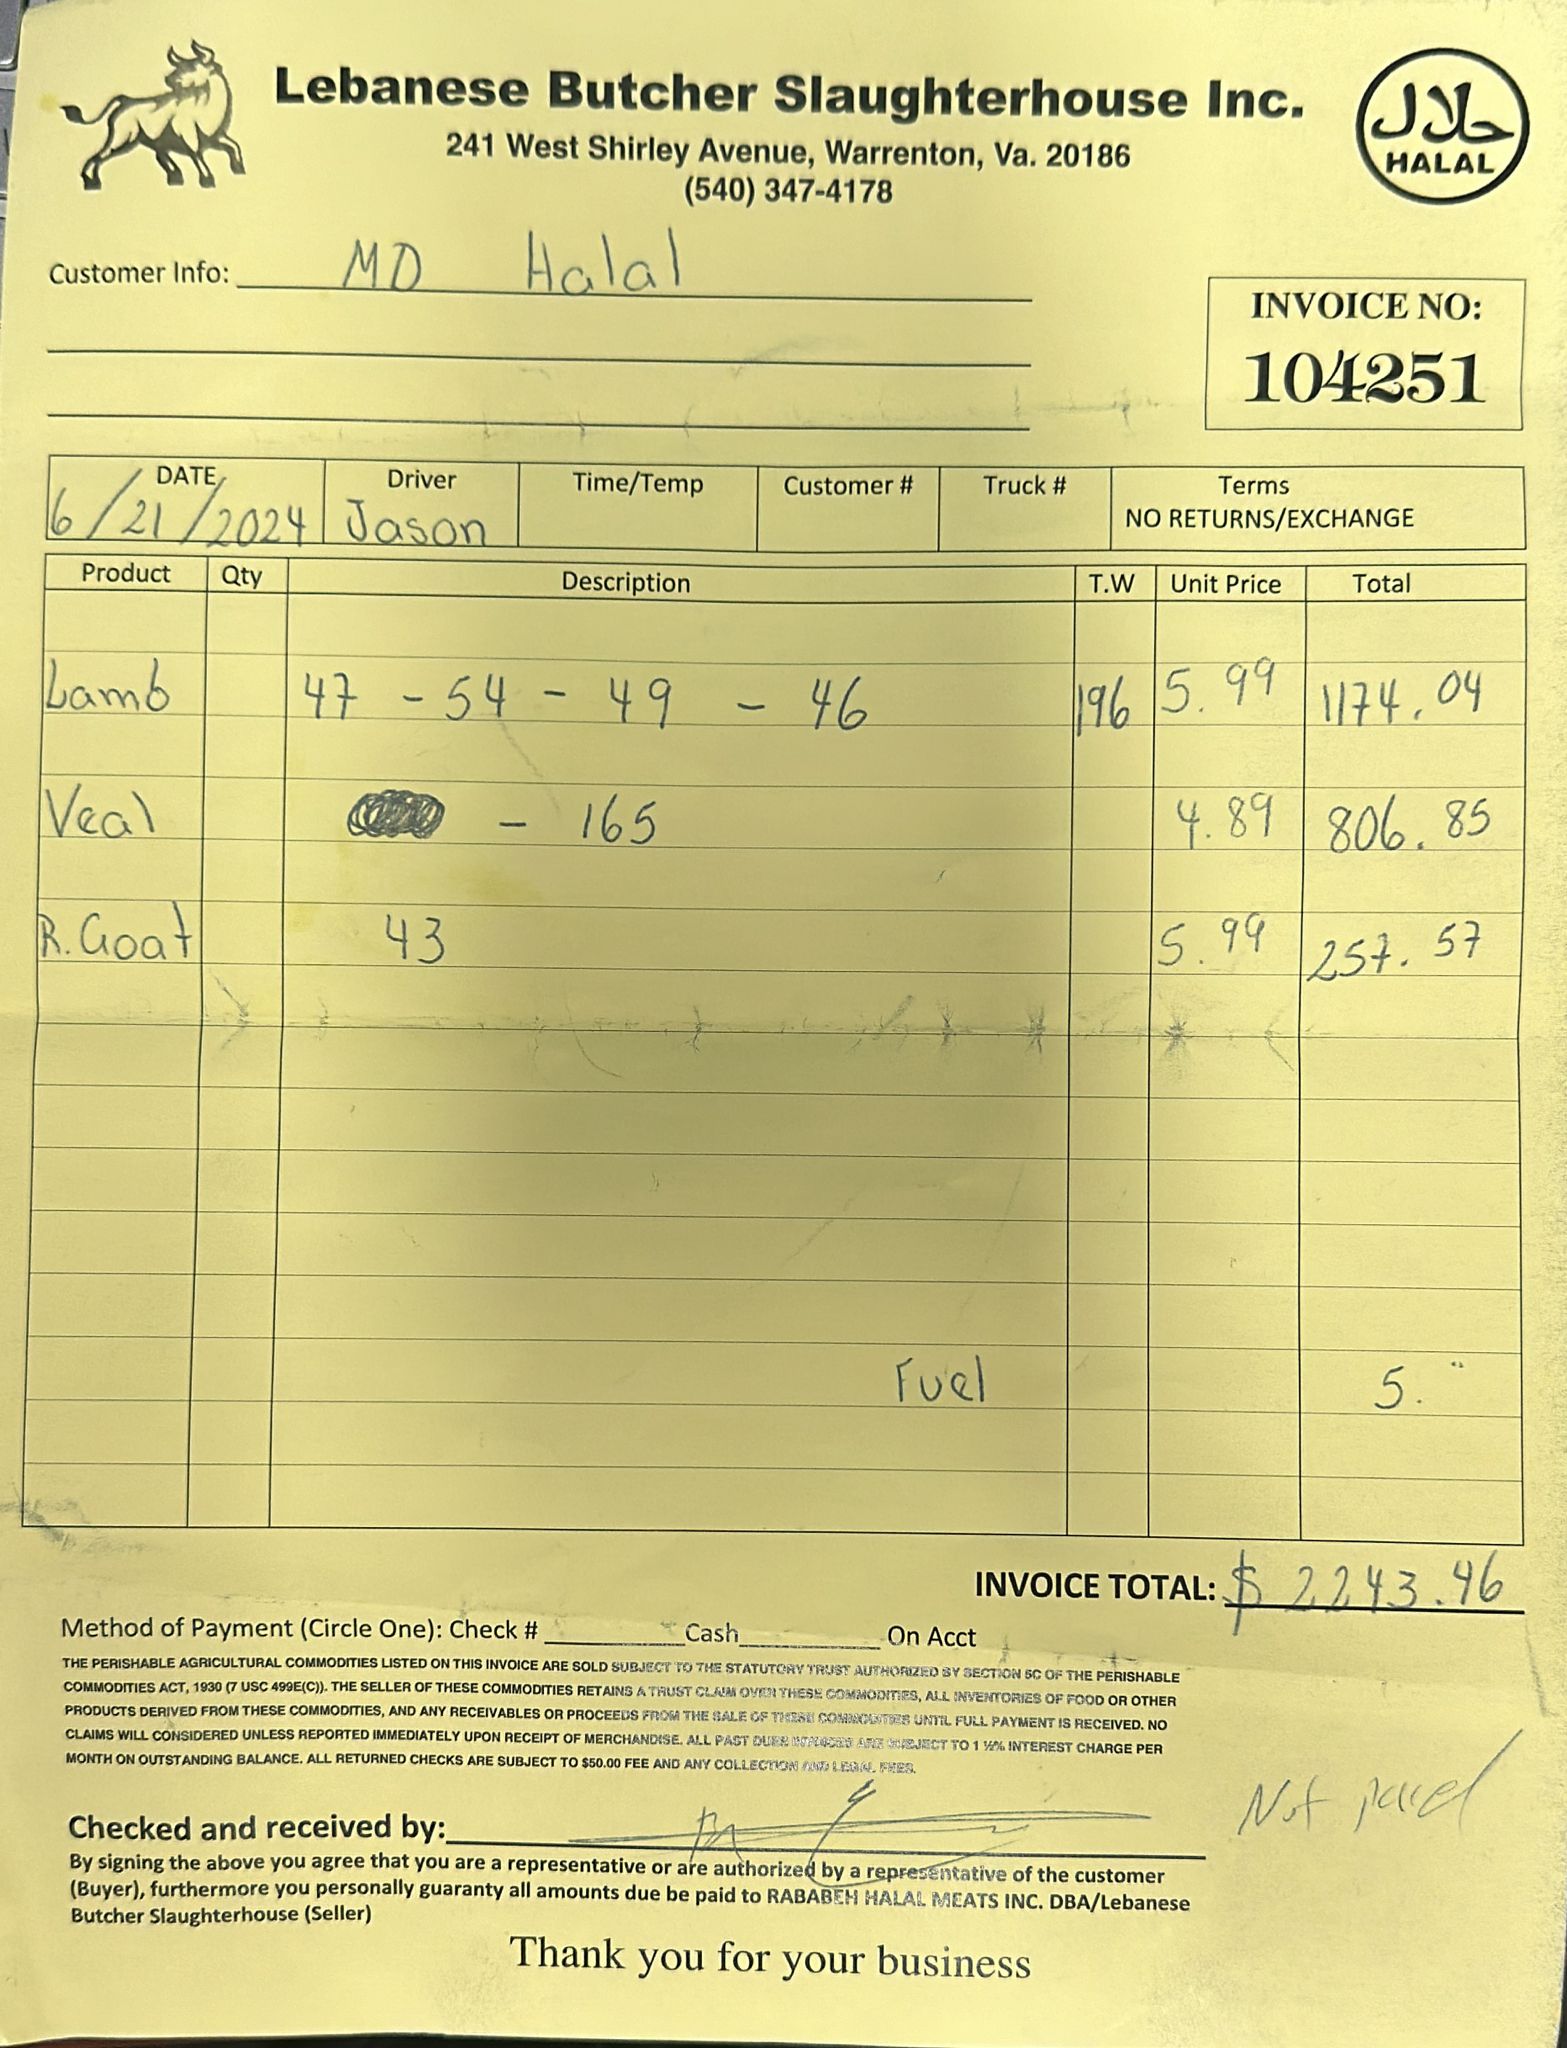 Lebanese Butcher Slaughterhouse Inc.
241 West Shirley Avenue, Warrenton, Va. 20186
(540) 347-4178
حلال
HALAL
Customer Info: MD Halal
INVOICE NO:
104251
DATE Driver Time/Temp Customer # Truck # Terms
6/21/2024 Jason NO RETURNS/EXCHANGE
Product Qty Description T.W Unit Price Total
Lamb 47 - 54 - 49 - 46 196 5.99 1174.04
Veal - 165 4.89 806.85
R. Goat 43 5.99 257.57
Fuel 5."
INVOICE TOTAL: $ 2243.46
Method of Payment (Circle One): Check # Cash On Acct
THE PERISHABLE AGRICULTURAL COMMODITIES LISTED ON THIS INVOICE ARE SOLD SUBJECT TO THE STATUTORY TRUST AUTHORIZED BY SECTION 5C OF THE PERISHABLE
COMMODITIES ACT, 1930 (7 USC 499E(C)). THE SELLER OF THESE COMMODITIES RETAINS A TRUST CLAIM OVER THESE COMMODITIES, ALL INVENTORIES OF FOOD OR OTHER
PRODUCTS DERIVED FROM THESE COMMODITIES, AND ANY RECEIVABLES OR PROCEEDS FROM THE SALE OF THESE COMMODITIES UNTIL FULL PAYMENT IS RECEIVED. NO
CLAIMS WILL CONSIDERED UNLESS REPORTED IMMEDIATELY UPON RECEIPT OF MERCHANDISE. ALL PAST DUE INVOICES ARE SUBJECT TO 1 ½% INTEREST CHARGE PER
MONTH ON OUTSTANDING BALANCE. ALL RETURNED CHECKS ARE SUBJECT TO $50.00 FEE AND ANY COLLECTION AND LEGAL FEES.
Not paid
Checked and received by:
By signing the above you agree that you are a representative or are authorized by a representative of the customer
(Buyer), furthermore you personally guaranty all amounts due be paid to RABABEH HALAL MEATS INC. DBA/Lebanese
Butcher Slaughterhouse (Seller)
Thank you for your business